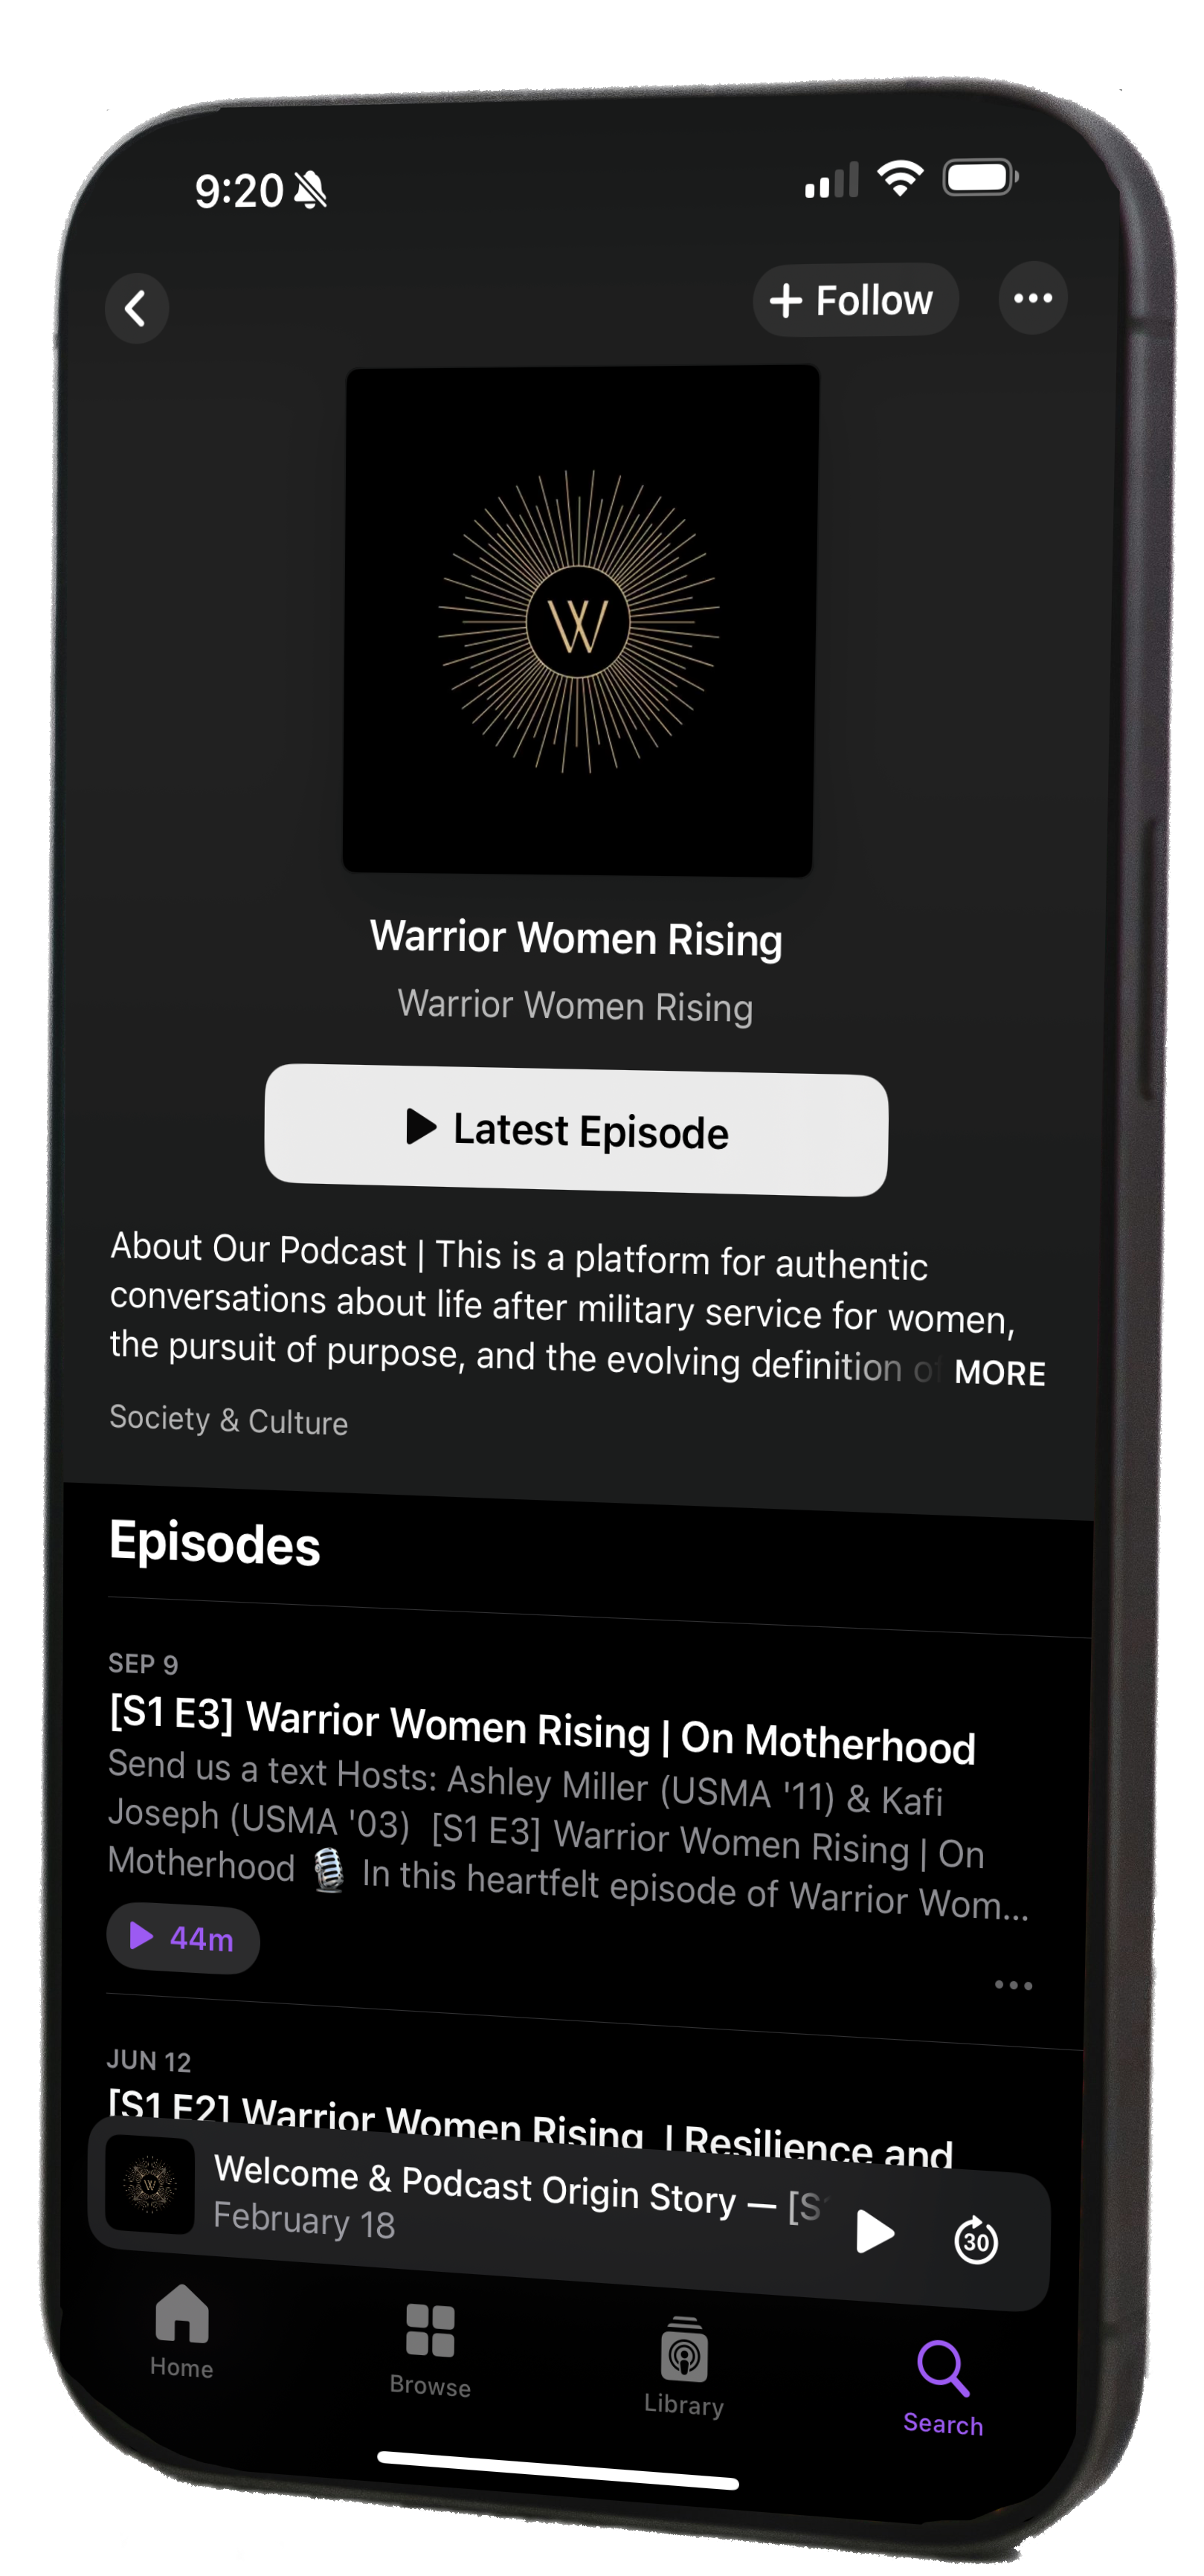 9:20
+ Follow
W
Warrior Women Rising
Warrior Women Rising
Latest Episode
About Our Podcast | This is a platform for authentic
conversations about life after military service for women,
the pursuit of purpose, and the evolving definition of MORE
Society & Culture
Episodes
SEP 9
[S1 E3] Warrior Women Rising | On Motherhood
Send us a text Hosts: Ashley Miller (USMA '11) & Kafi
Joseph (USMA '03) [S1 E3] Warrior Women Rising | On
Motherhood 🎙️ In this heartfelt episode of Warrior Wom...
44m
JUN 12
[S1 E2] Warrior Women Rising | Resilience and
W
Welcome & Podcast Origin Story — [S
February 18
30
Home
Browse
Library
Search